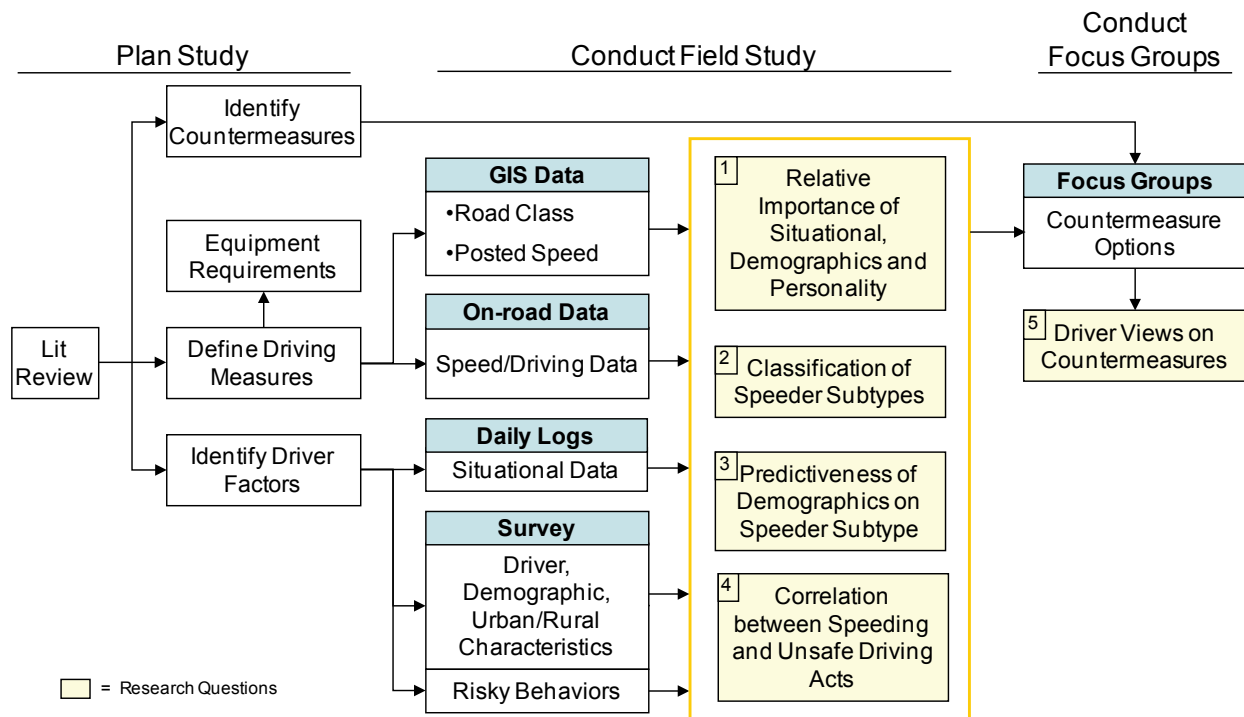 Plan Study
Conduct Field Study
Conduct
Focus Groups
Identify
Countermeasures
Equipment
Requirements
Lit
Review
Define Driving
Measures
Identify Driver
Factors
GIS Data
•Road Class
•Posted Speed
On-road Data
Speed/Driving Data
Daily Logs
Situational Data
Survey
Driver,
Demographic,
Urban/Rural
Characteristics
Risky Behaviors
1
Relative
Importance of
Situational,
Demographics and
Personality
2
Classification of
Speeder Subtypes
3
Predictiveness of
Demographics on
Speeder Subtype
4
Correlation
between Speeding
and Unsafe Driving
Acts
Focus Groups
Countermeasure
Options
5
Driver Views on
Countermeasures
= Research Questions